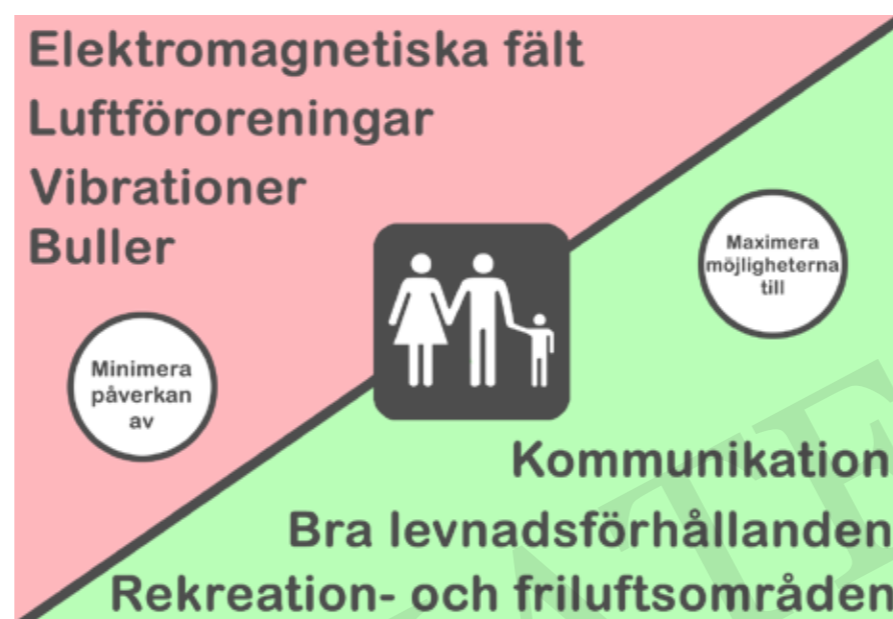 Elektromagnetiska fält
Luftföroreningar
Vibrationer
Buller
Minimera
påverkan
av
Maximera
möjligheterna
till
Kommunikation
Bra levnadsförhållanden
Rekreation- och friluftsområden